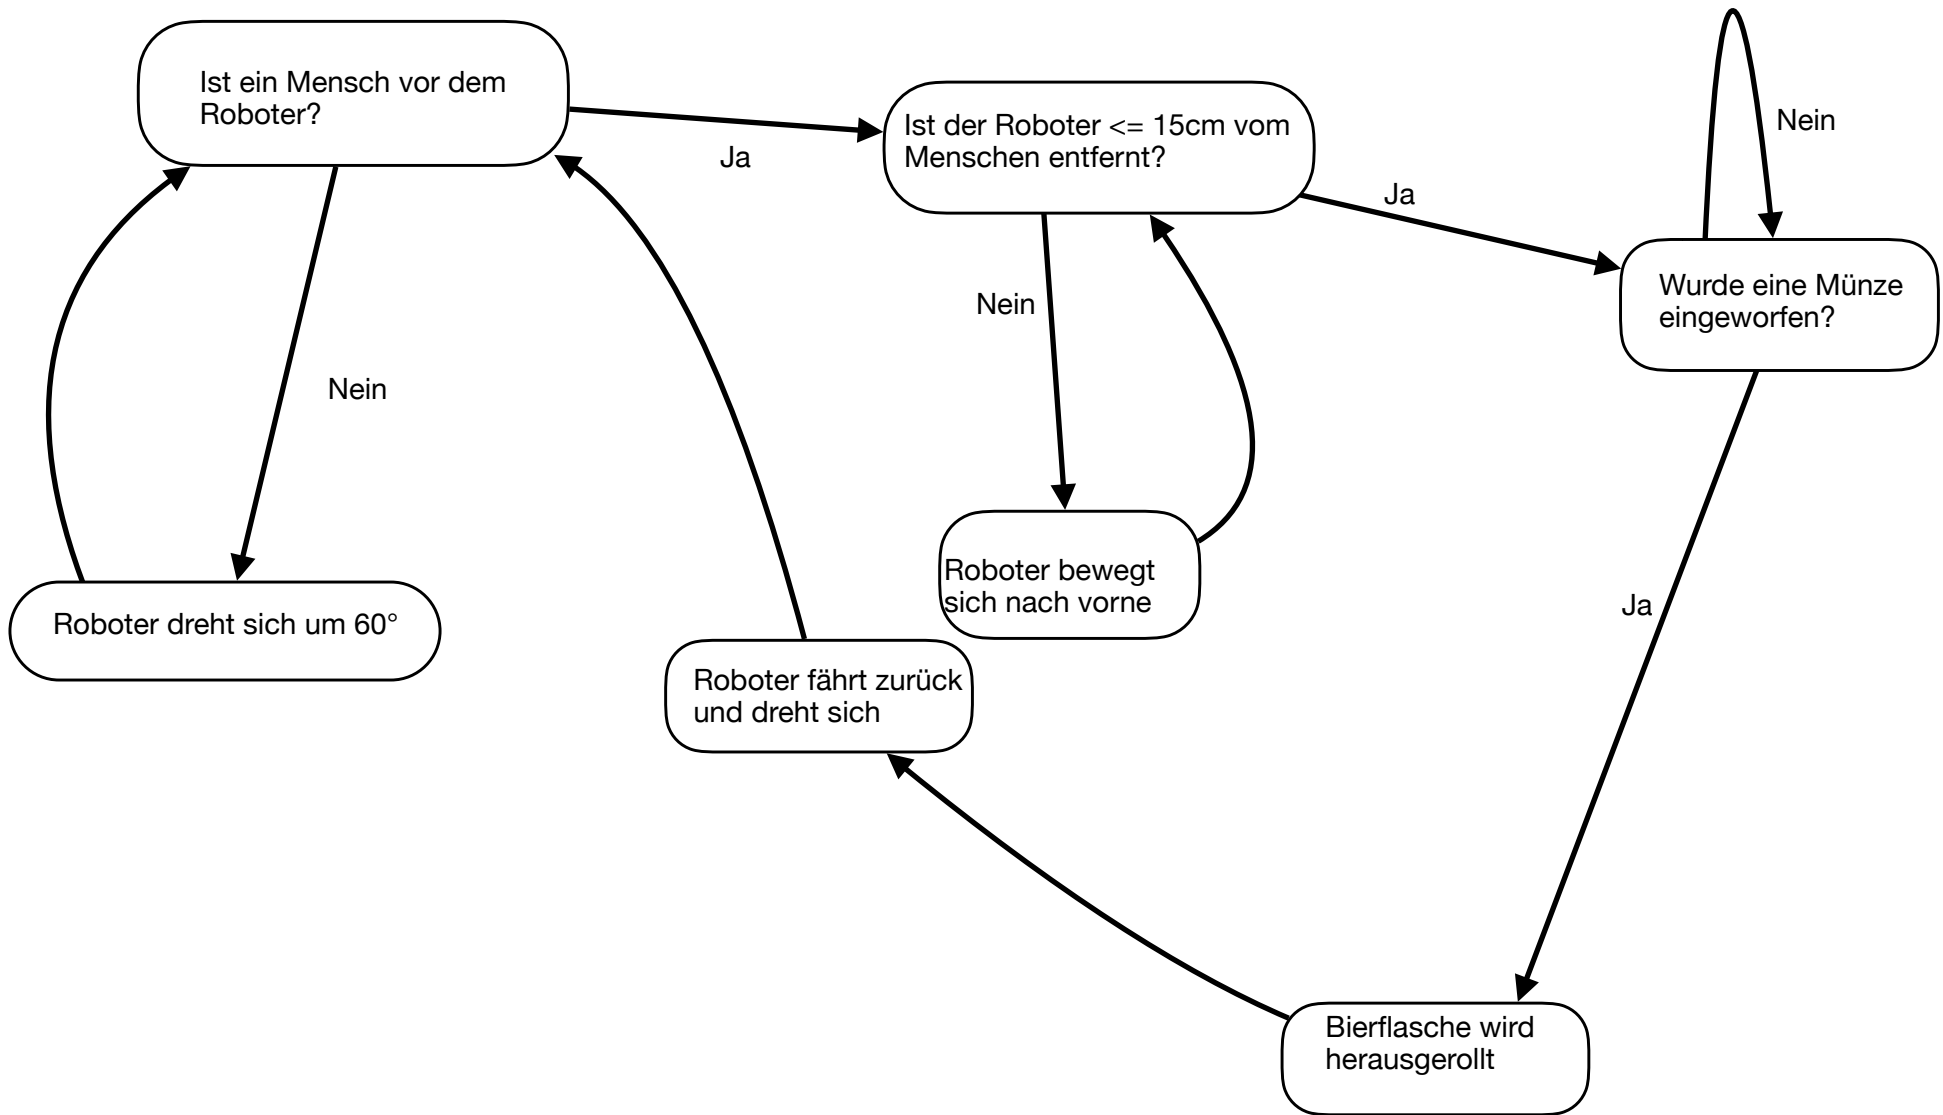 Ist ein Mensch vor dem
Roboter?
Ja
Ist der Roboter <= 15cm vom
Menschen entfernt?
Ja
Nein
Wurde eine Münze
eingeworfen?
Nein
Nein
Roboter dreht sich um 60°
Roboter bewegt
sich nach vorne
Ja
Roboter fährt zurück
und dreht sich
Bierflasche wird
herausgerollt